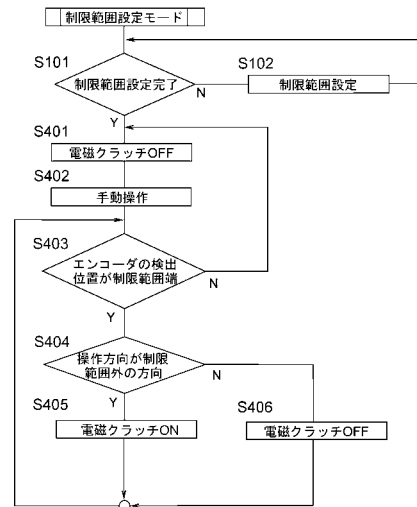 制限範囲設定モード
S101
制限範囲設定完了
N
Y
S102
制限範囲設定
S401
電磁クラッチOFF
S402
手動操作
S403
エンコーダの検出
位置が制限範囲端
N
Y
S404
操作方向が制限
範囲外の方向
N
Y
S405
電磁クラッチON
S406
電磁クラッチOFF